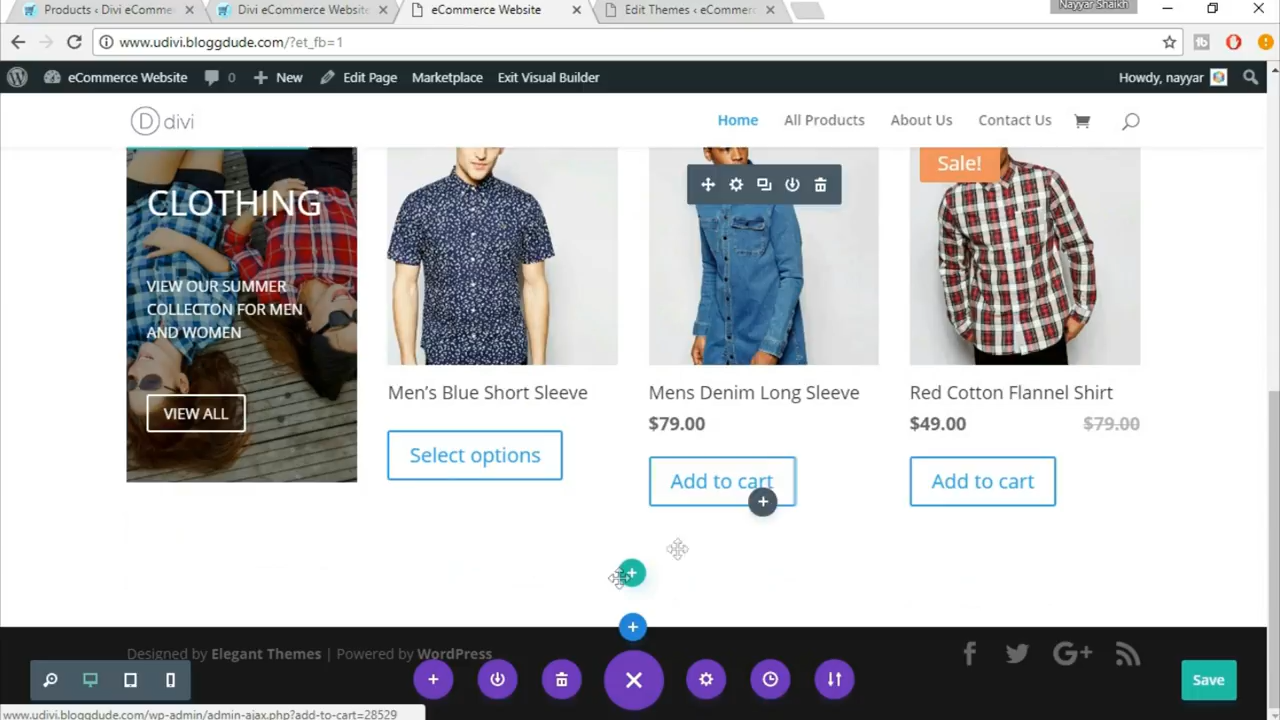 Products ‹ Divi eComme
Divi eCommerce Website
eCommerce Website
Edit Themes ‹ eCommerc
Nayyar Shaikh
www.udivi.bloggdude.com/?et_fb=1
eCommerce Website
0
New
Edit Page
Marketplace
Exit Visual Builder
Howdy, nayyar
D divi
Home
All Products
About Us
Contact Us
Sale!
CLOTHING
VIEW OUR SUMMER
COLLECTON FOR MEN
AND WOMEN
VIEW ALL
Men’s Blue Short Sleeve
Select options
Mens Denim Long Sleeve
$79.00
Add to cart
Red Cotton Flannel Shirt
$49.00 $79.00
Add to cart
Designed by Elegant Themes | Powered by WordPress
Save
www.udivi.bloggdude.com/wp-admin/admin-ajax.php?add-to-cart=28529